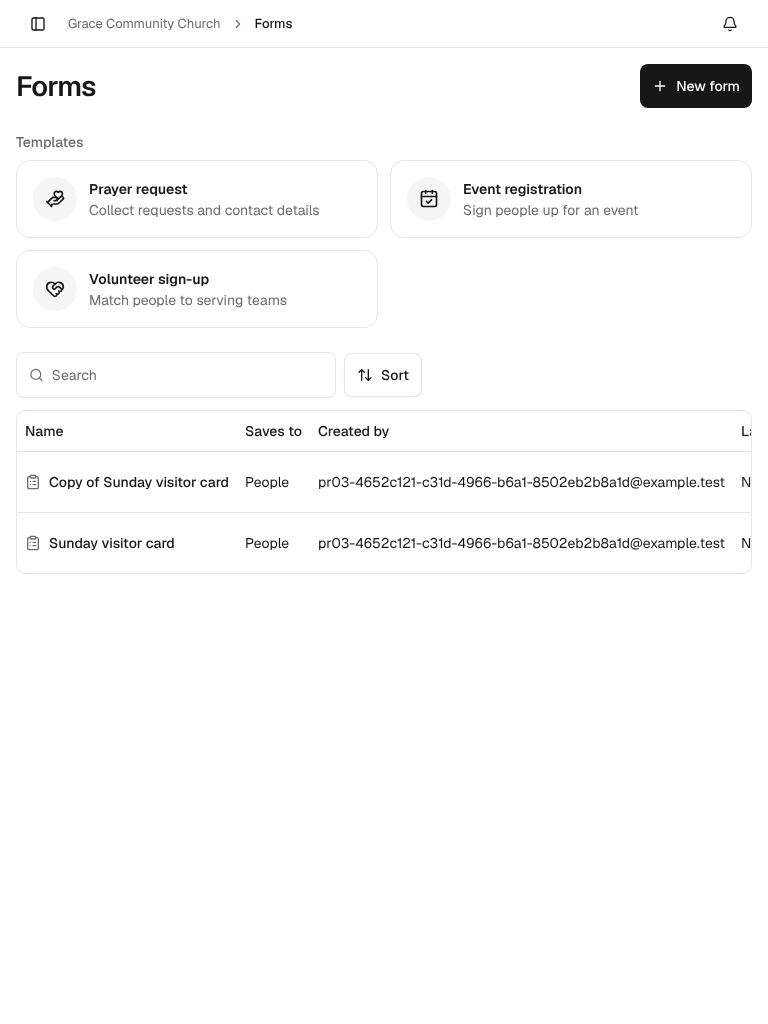 Grace Community Church > Forms
Forms
New form
Templates
Prayer request
Collect requests and contact details
Event registration
Sign people up for an event
Volunteer sign-up
Match people to serving teams
Search
Sort
Name Saves to Created by
Copy of Sunday visitor card People pr03-4652c121-c31d-4966-b6a1-8502eb2b8a1d@example.test
Sunday visitor card People pr03-4652c121-c31d-4966-b6a1-8502eb2b8a1d@example.test